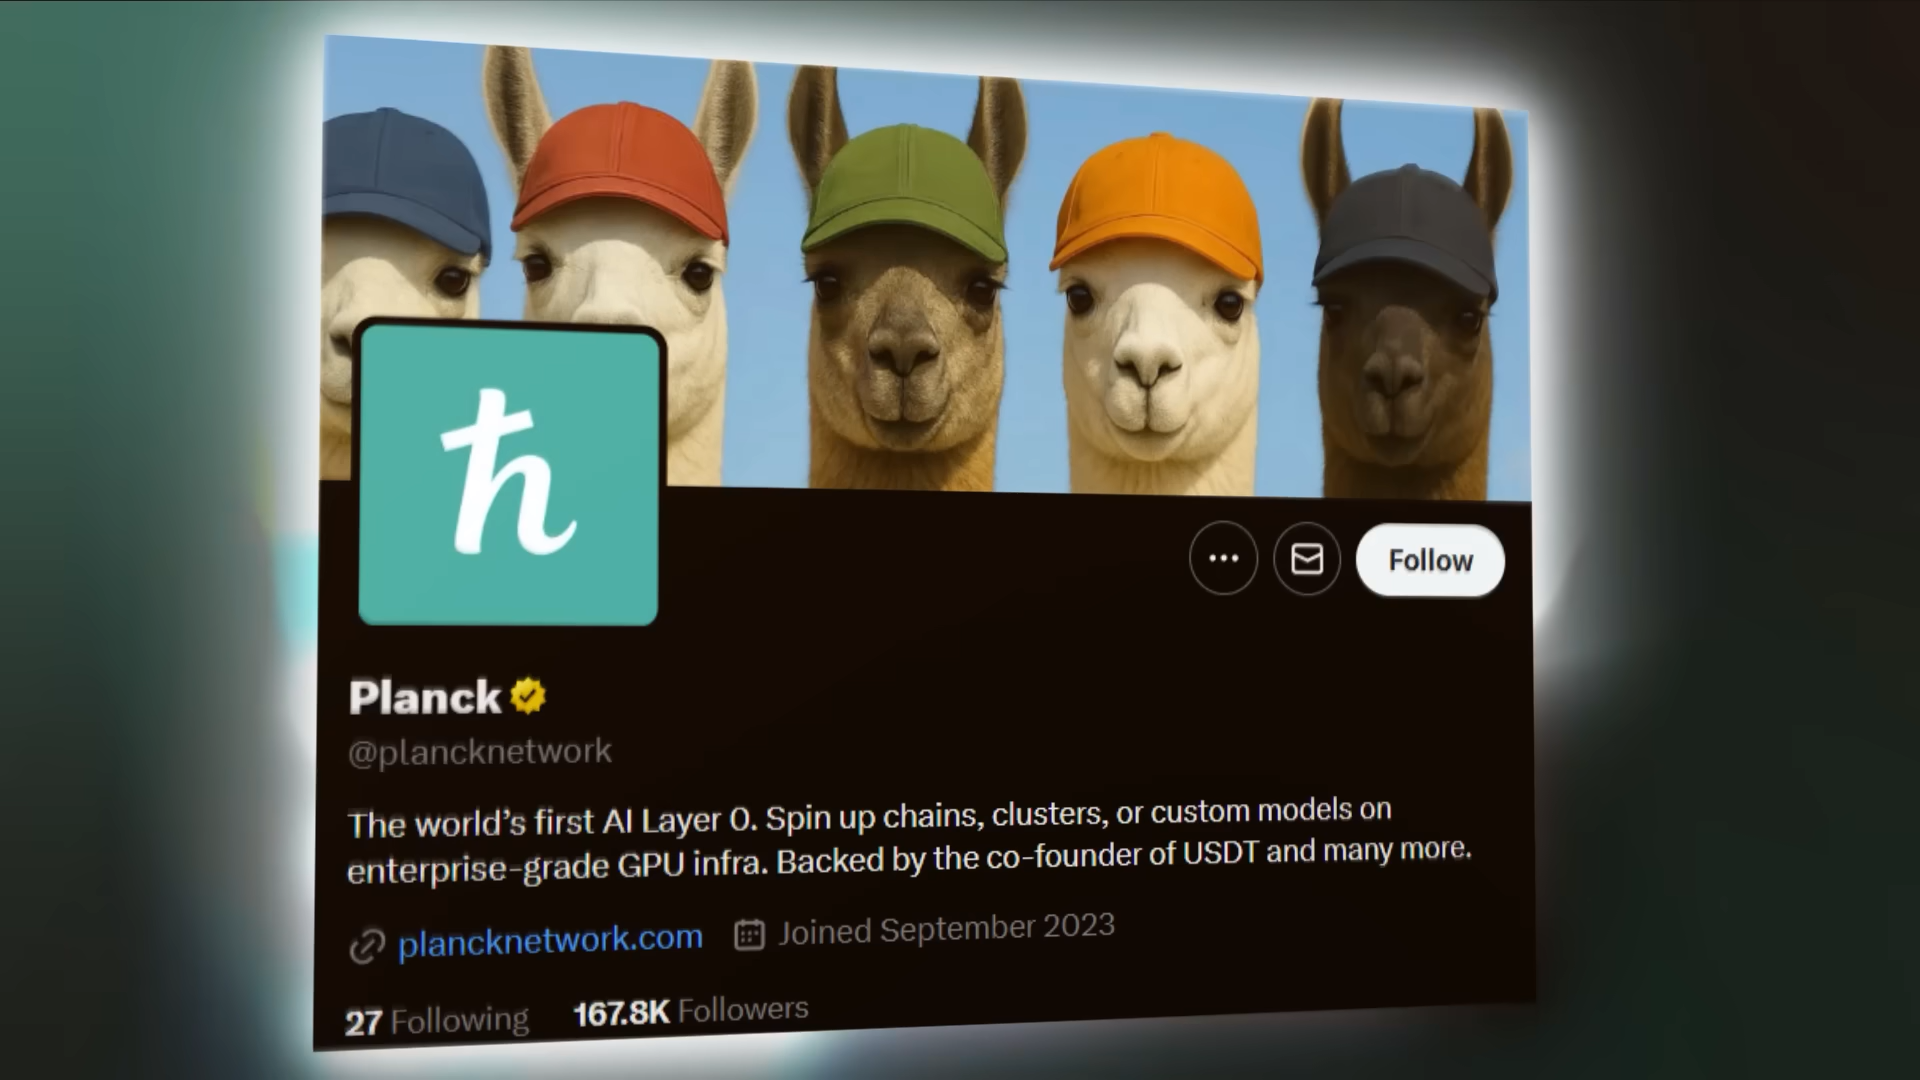 ħ
Follow
Planck
@plancknetwork
The world's first AI Layer 0. Spin up chains, clusters, or custom models on
enterprise-grade GPU infra. Backed by the co-founder of USDT and many more.
plancknetwork.com Joined September 2023
27 Following 167.8K Followers